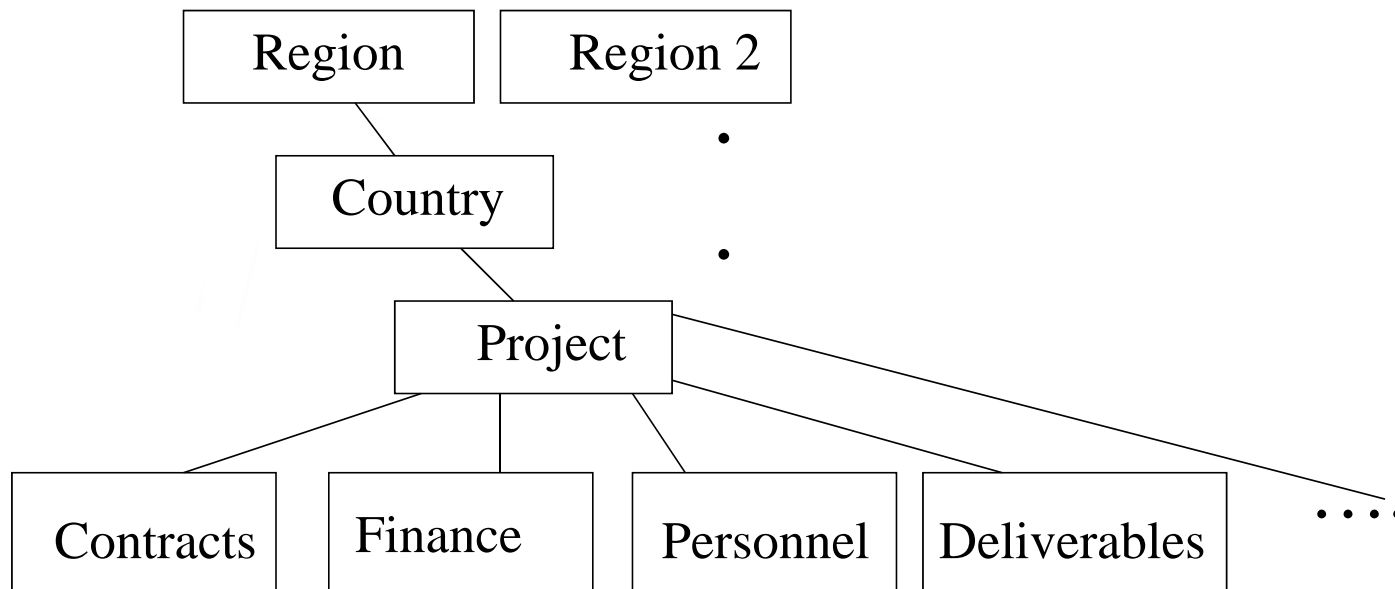 Region
Region 2
Country
Project
Contracts
Finance
Personnel
Deliverables
....